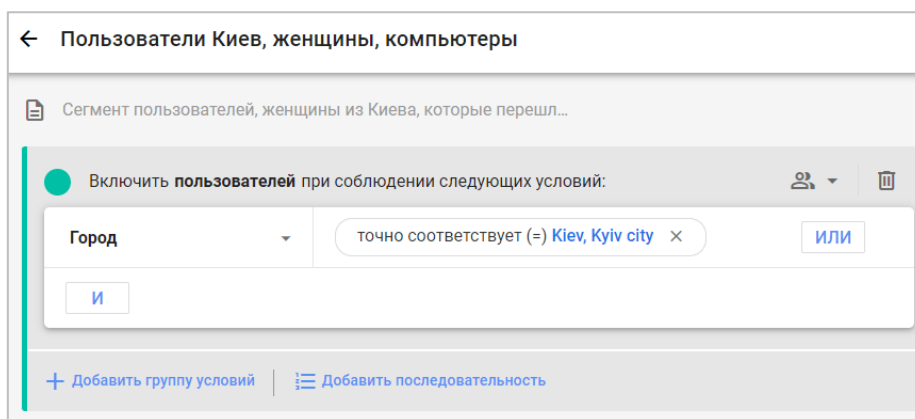 Пользователи Киев, женщины, компьютеры
Сегмент пользователей, женщины из Киева, которые перешл...
Включить пользователей при соблюдении следующих условий:
Город точно соответствует (=) Kiev, Kyiv city ИЛИ
И
Добавить группу условий Добавить последовательность